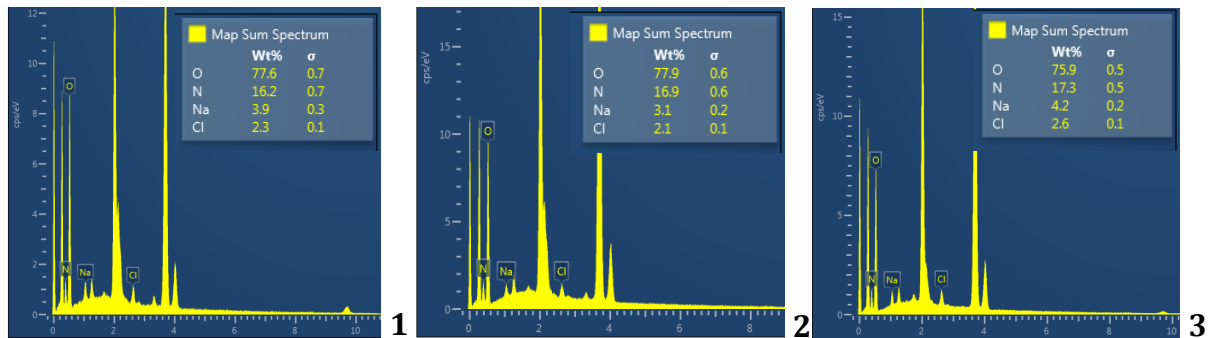 12
10
8
6
4
2
0
cps/eV
O
N
Na
Cl
0 2 4 6 8 10
Map Sum Spectrum
Wt% σ
O 77.6 0.7
N 16.2 0.7
Na 3.9 0.3
Cl 2.3 0.1
1
15
10
5
0
cps/eV
O
N
Na
Cl
0 2 4 6 8
Map Sum Spectrum
Wt% σ
O 77.9 0.6
N 16.9 0.6
Na 3.1 0.2
Cl 2.1 0.1
2
15
10
5
0
cps/eV
O
N
Na
Cl
0 2 4 6 8 10
Map Sum Spectrum
Wt% σ
O 75.9 0.5
N 17.3 0.5
Na 4.2 0.2
Cl 2.6 0.1
3